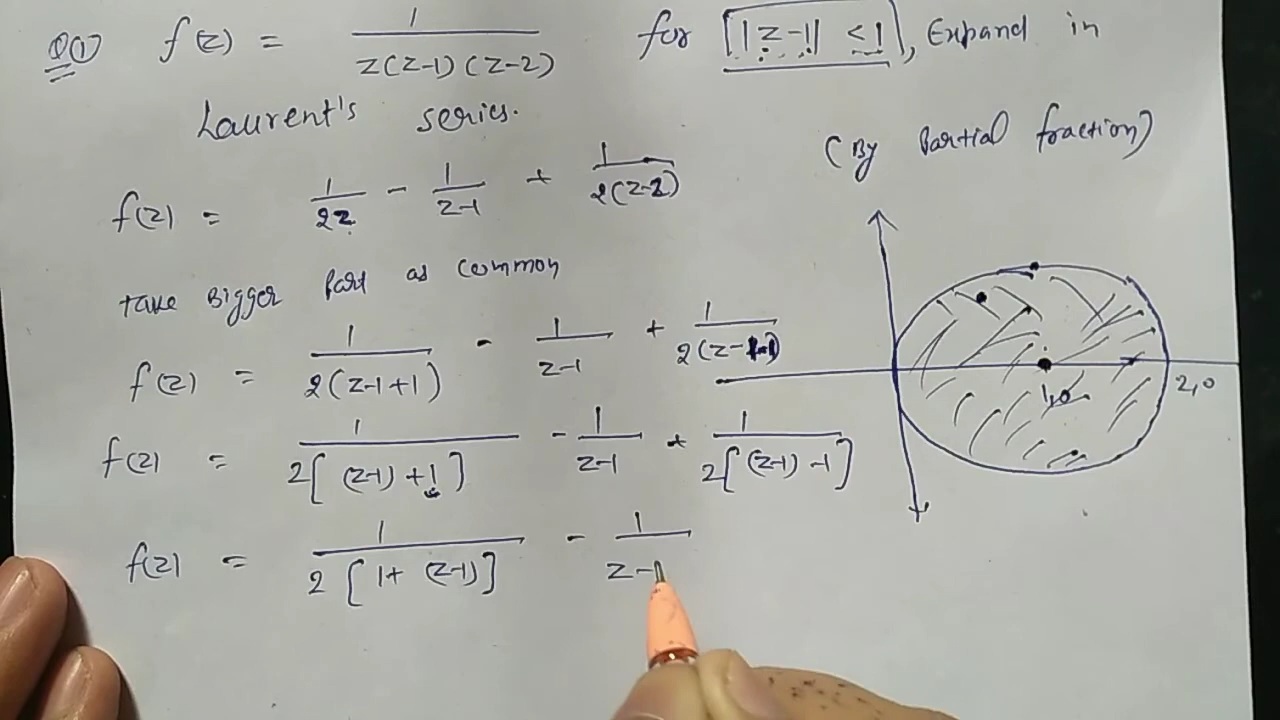 Q1) f(z) = 1/z(z-1)(z-2) for |z-1| < 1, Expand in
Laurent's series.
(By Partial fraction)
f(z) = 1/2z - 1/z-1 + 1/2(z-2)
take Bigger Part as common
f(z) = 1/2(z-1+1) - 1/z-1 + 1/2(z-1-1)
f(z) = 1/2[(z-1)+1] - 1/z-1 + 1/2[(z-1)-1]
f(z) = 1/2[1+(z-1)] - 1/z-1
1,0
2,0